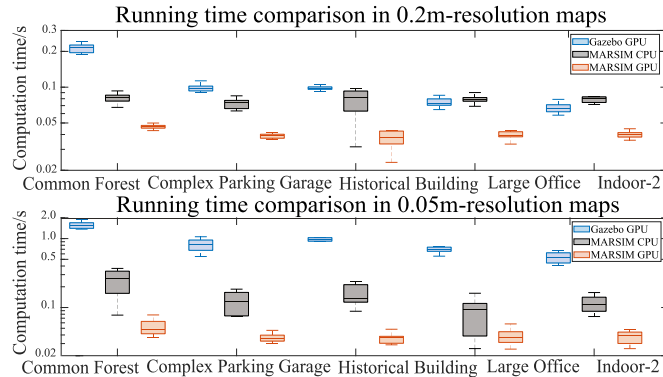 Running time comparison in 0.2m-resolution maps
Computation time/s
0.3
0.2
0.1
0.05
0.02
Gazebo GPU
MARSIM CPU
MARSIM GPU
Common Forest Complex Parking Garage Historical Building Large Office Indoor-2
Running time comparison in 0.05m-resolution maps
Computation time/s
2.0
1.0
0.5
0.1
0.02
Gazebo GPU
MARSIM CPU
MARSIM GPU
Common Forest Complex Parking Garage Historical Building Large Office Indoor-2